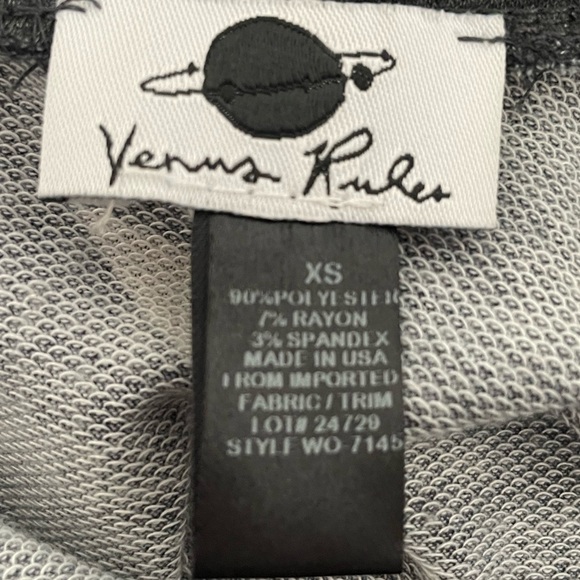 Venus Rules
XS
90%POLYESTER
7% RAYON
3% SPANDEX
MADE IN USA
FROM IMPORTED
FABRIC / TRIM
LOT# 24729
STYLE WO-7145